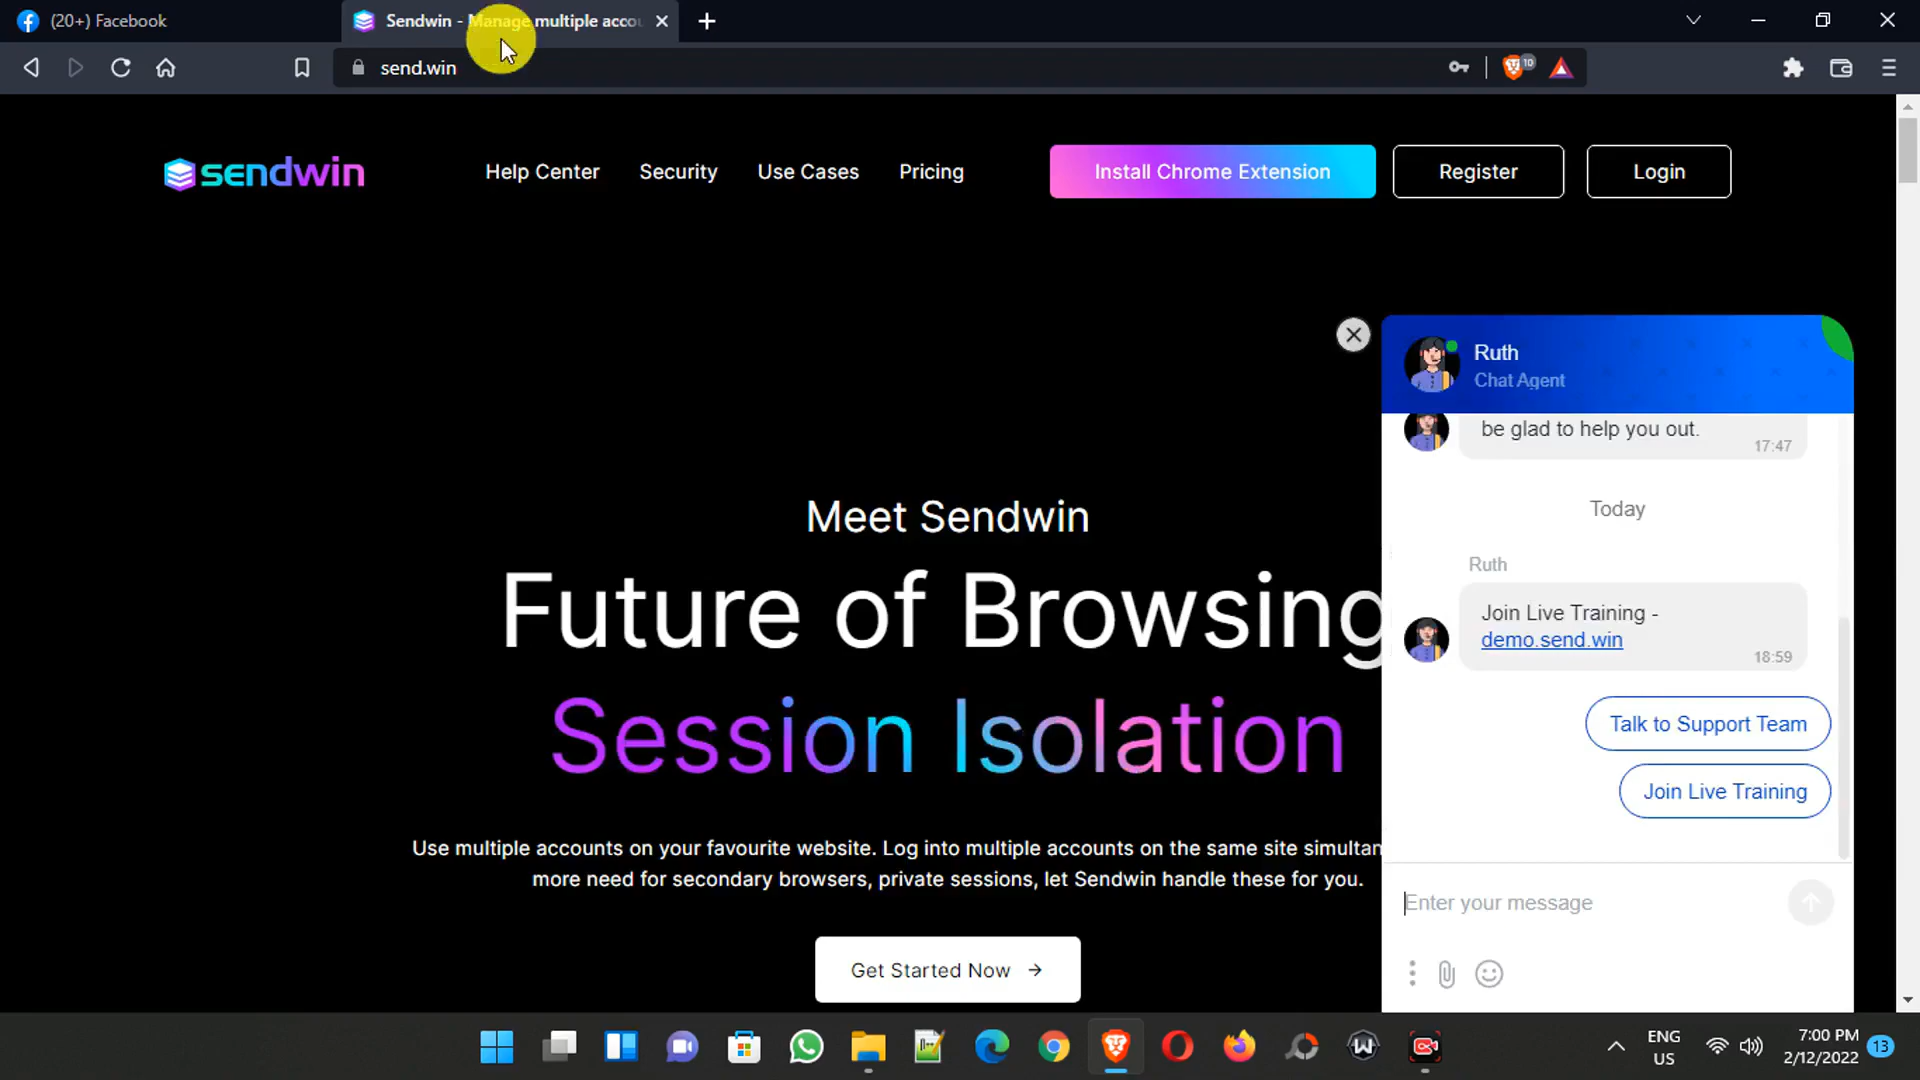 (20+) Facebook
Sendwin - Manage multiple accou
send.win
10
sendwin
Help Center
Security
Use Cases
Pricing
Install Chrome Extension
Register
Login
Meet Sendwin
Future of Browsing
Session Isolation
Use multiple accounts on your favourite website. Log into multiple accounts on the same site simultan
more need for secondary browsers, private sessions, let Sendwin handle these for you.
Get Started Now
Ruth
Chat Agent
be glad to help you out.
17:47
Today
Ruth
Join Live Training -
demo.send.win
18:59
Talk to Support Team
Join Live Training
Enter your message
ENG
US
7:00 PM
2/12/2022
13